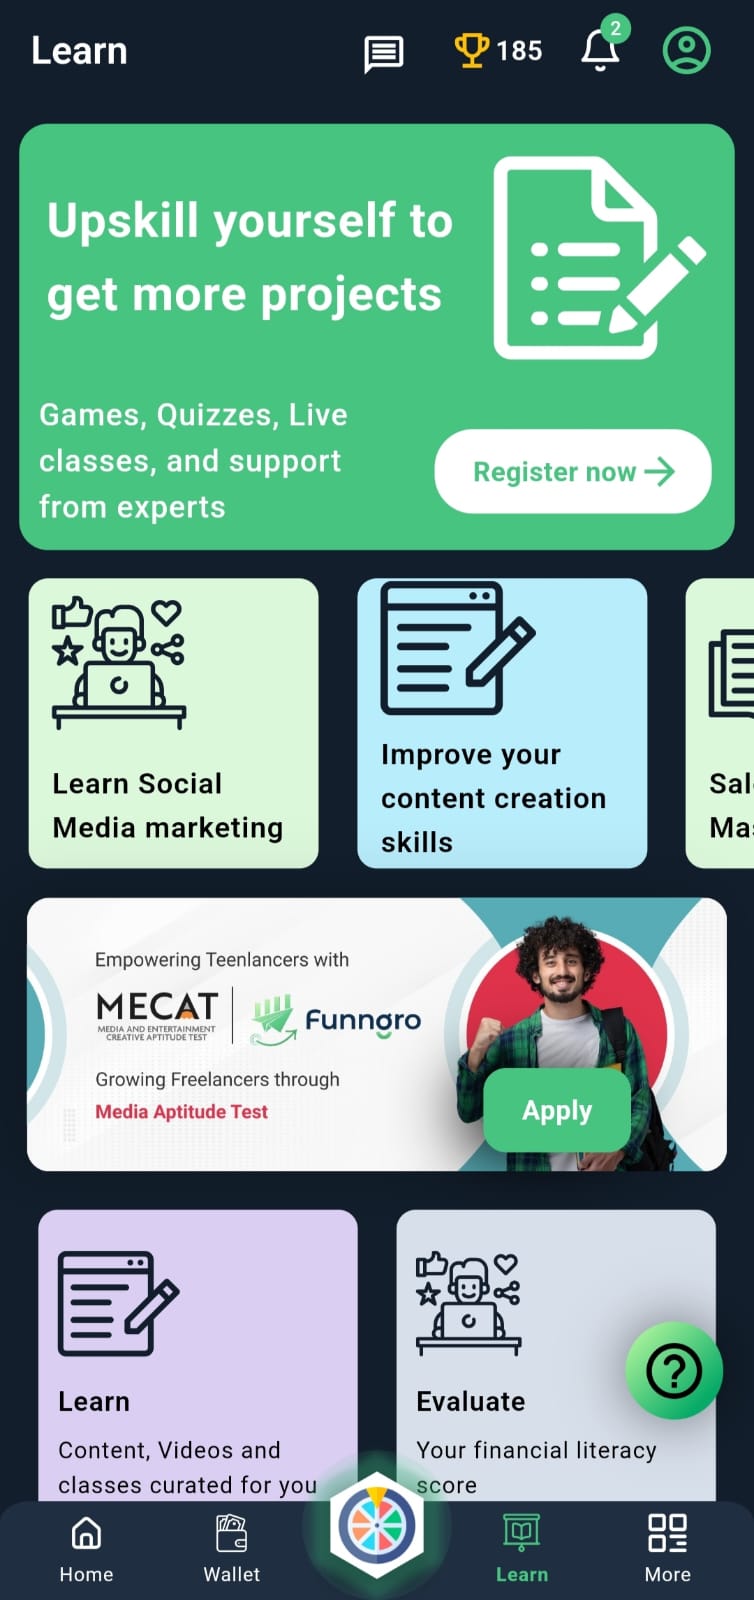 Learn
185
2
Upskill yourself to
get more projects
Games, Quizzes, Live
classes, and support
from experts
Register now
Learn Social
Media marketing
Improve your
content creation
skills
Sal
Mas
Empowering Teenlancers with
MECAT
MEDIA AND ENTERTAINMENT
CREATIVE APTITUDE TEST
Funngro
Growing Freelancers through
Media Aptitude Test
Apply
Learn
Content, Videos and
classes curated for you
Evaluate
Your financial literacy
score
?
Home
Wallet
Learn
More